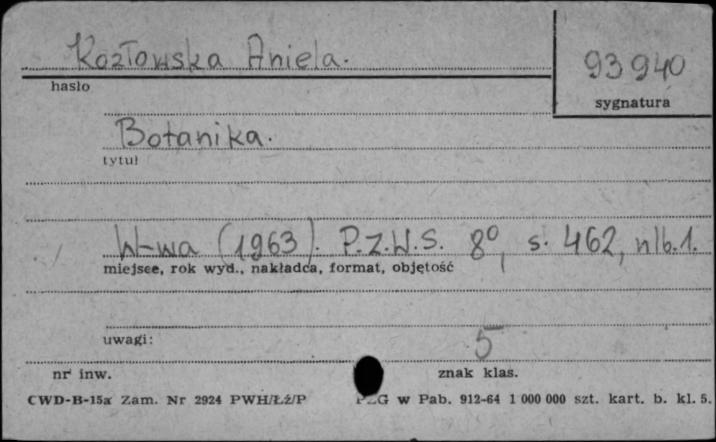 Kozłowska Aniela.
93940
hasło
sygnatura
Botanika.
tytuł
W-wa (1963). P.Z.W.S. 8°, s. 462, nlb.1.
miejsce, rok wyd., nakładca, format, objętość
uwagi:
5
nr inw.
znak klas.
CWD-B-15a Zam. Nr 2924 PWH/Łż/P
PZG w Pab. 912-64 1 000 000 szt. kart. b. kl. 5.